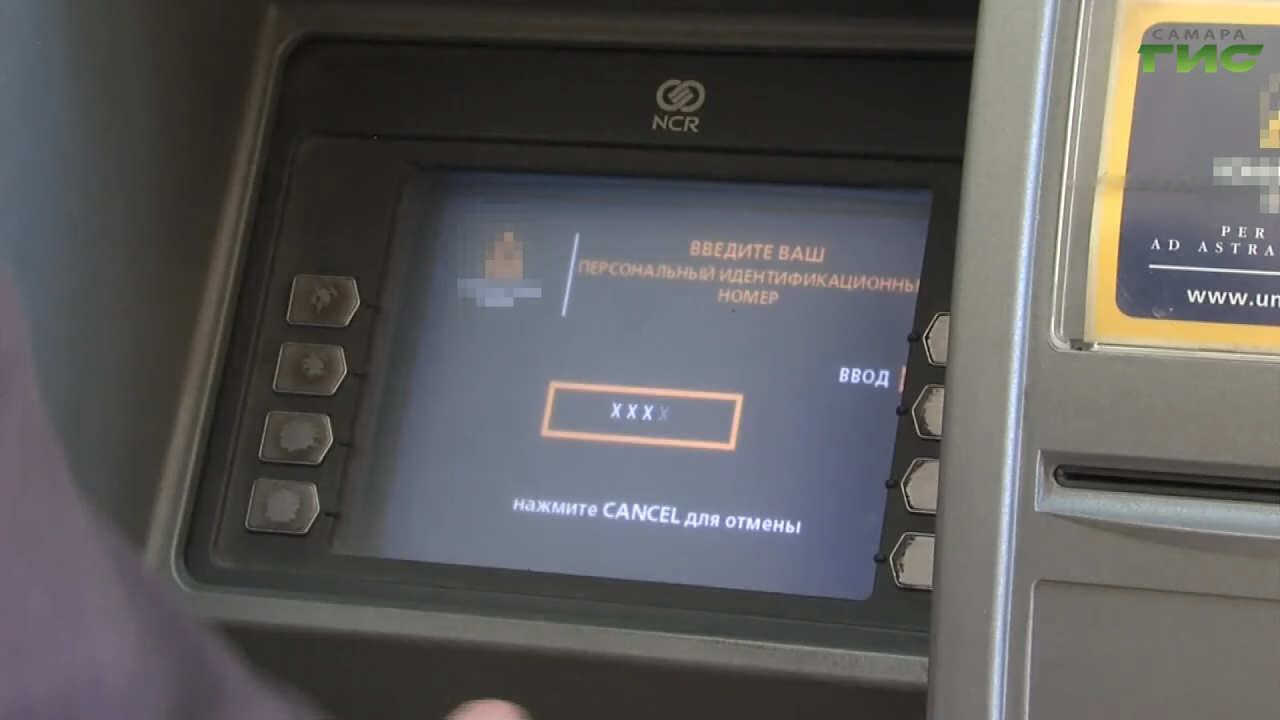 САМАРА
ГИС
NCR
ВВЕДИТЕ ВАШ
ПЕРСОНАЛЬНЫЙ ИДЕНТИФИКАЦИОННЫ
НОМЕР
ВВОД
XXXX
нажмите CANCEL для отмены
PER
AD ASTRA
www.un